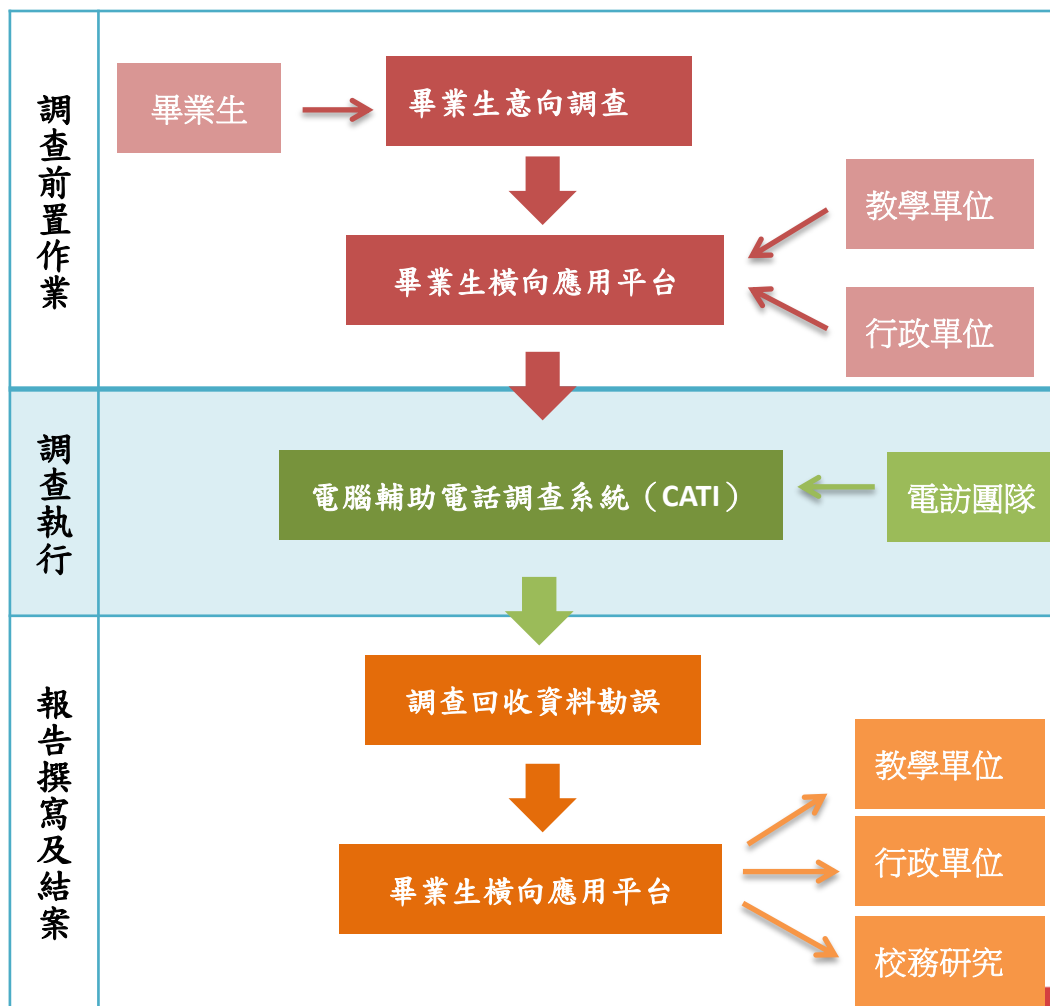 調查前置作業
畢業生
畢業生意向調查
教學單位
畢業生橫向應用平台
行政單位
調查執行
電腦輔助電話調查系統（CATI）
電訪團隊
報告撰寫及結案
調查回收資料勘誤
教學單位
畢業生橫向應用平台
行政單位
校務研究